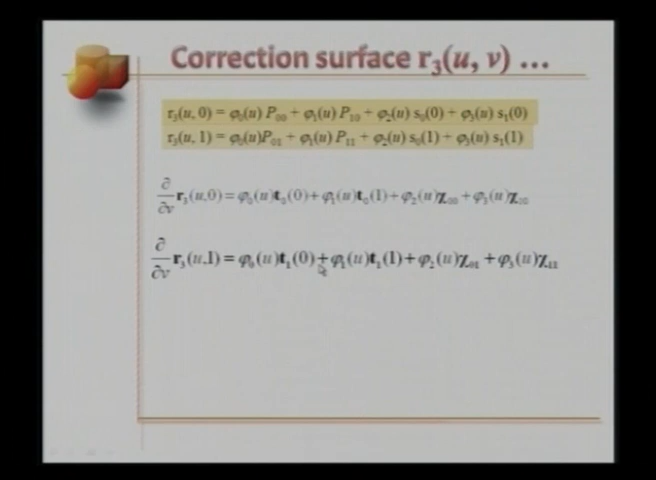 Correction surface r₃(u, v) ...
r₃(u, 0) = φ₀(u) P₀₀ + φ₁(u) P₁₀ + φ₂(u) s₀(0) + φ₃(u) s₁(0)
r₃(u, 1) = φ₀(u)P₀₁ + φ₁(u) P₁₁ + φ₂(u) s₀(1) + φ₃(u) s₁(1)
∂/∂v r₃(u,0) = φ₀(u)t₀(0) + φ₁(u)t₀(1) + φ₂(u)χ₀₀ + φ₃(u)
∂/∂v r₃(u,1) = φ₀(u)t₁(0) + φ₁(u)t₁(1) + φ₂(u)χ₀₁ + φ₃(u)χ₁₁